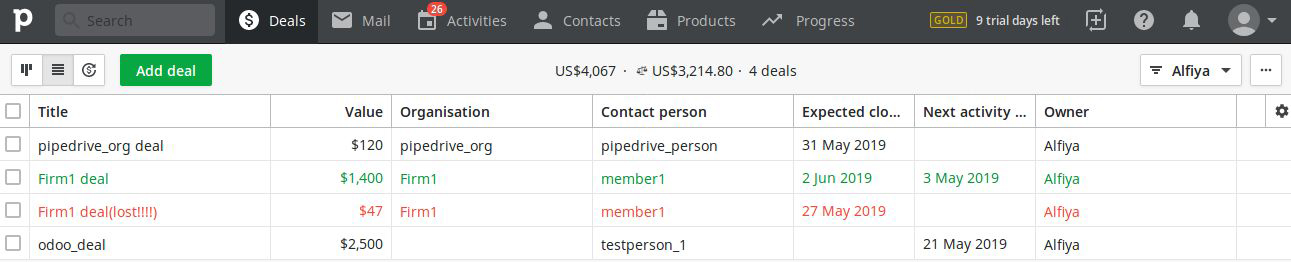 p Search Deals Mail 26 Activities Contacts Products Progress GOLD 9 trial days left
Add deal US$4,067 · US$3,214.80 · 4 deals Alfiya ...
Title Value Organisation Contact person Expected clo... Next activity ... Owner
pipedrive_org deal $120 pipedrive_org pipedrive_person 31 May 2019 Alfiya
Firm1 deal $1,400 Firm1 member1 2 Jun 2019 3 May 2019 Alfiya
Firm1 deal(lost!!!!) $47 Firm1 member1 27 May 2019 Alfiya
odoo_deal $2,500 testperson_1 21 May 2019 Alfiya